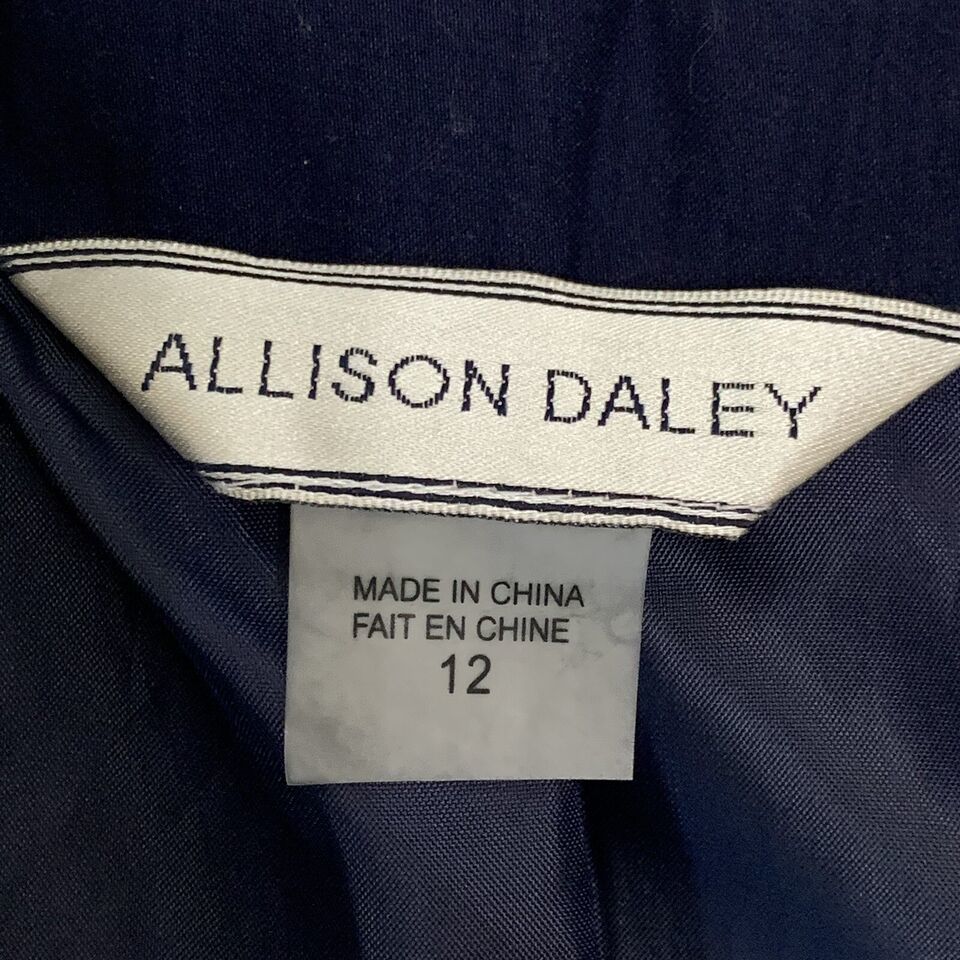 ALLISON DALEY
MADE IN CHINA
FAIT EN CHINE
12